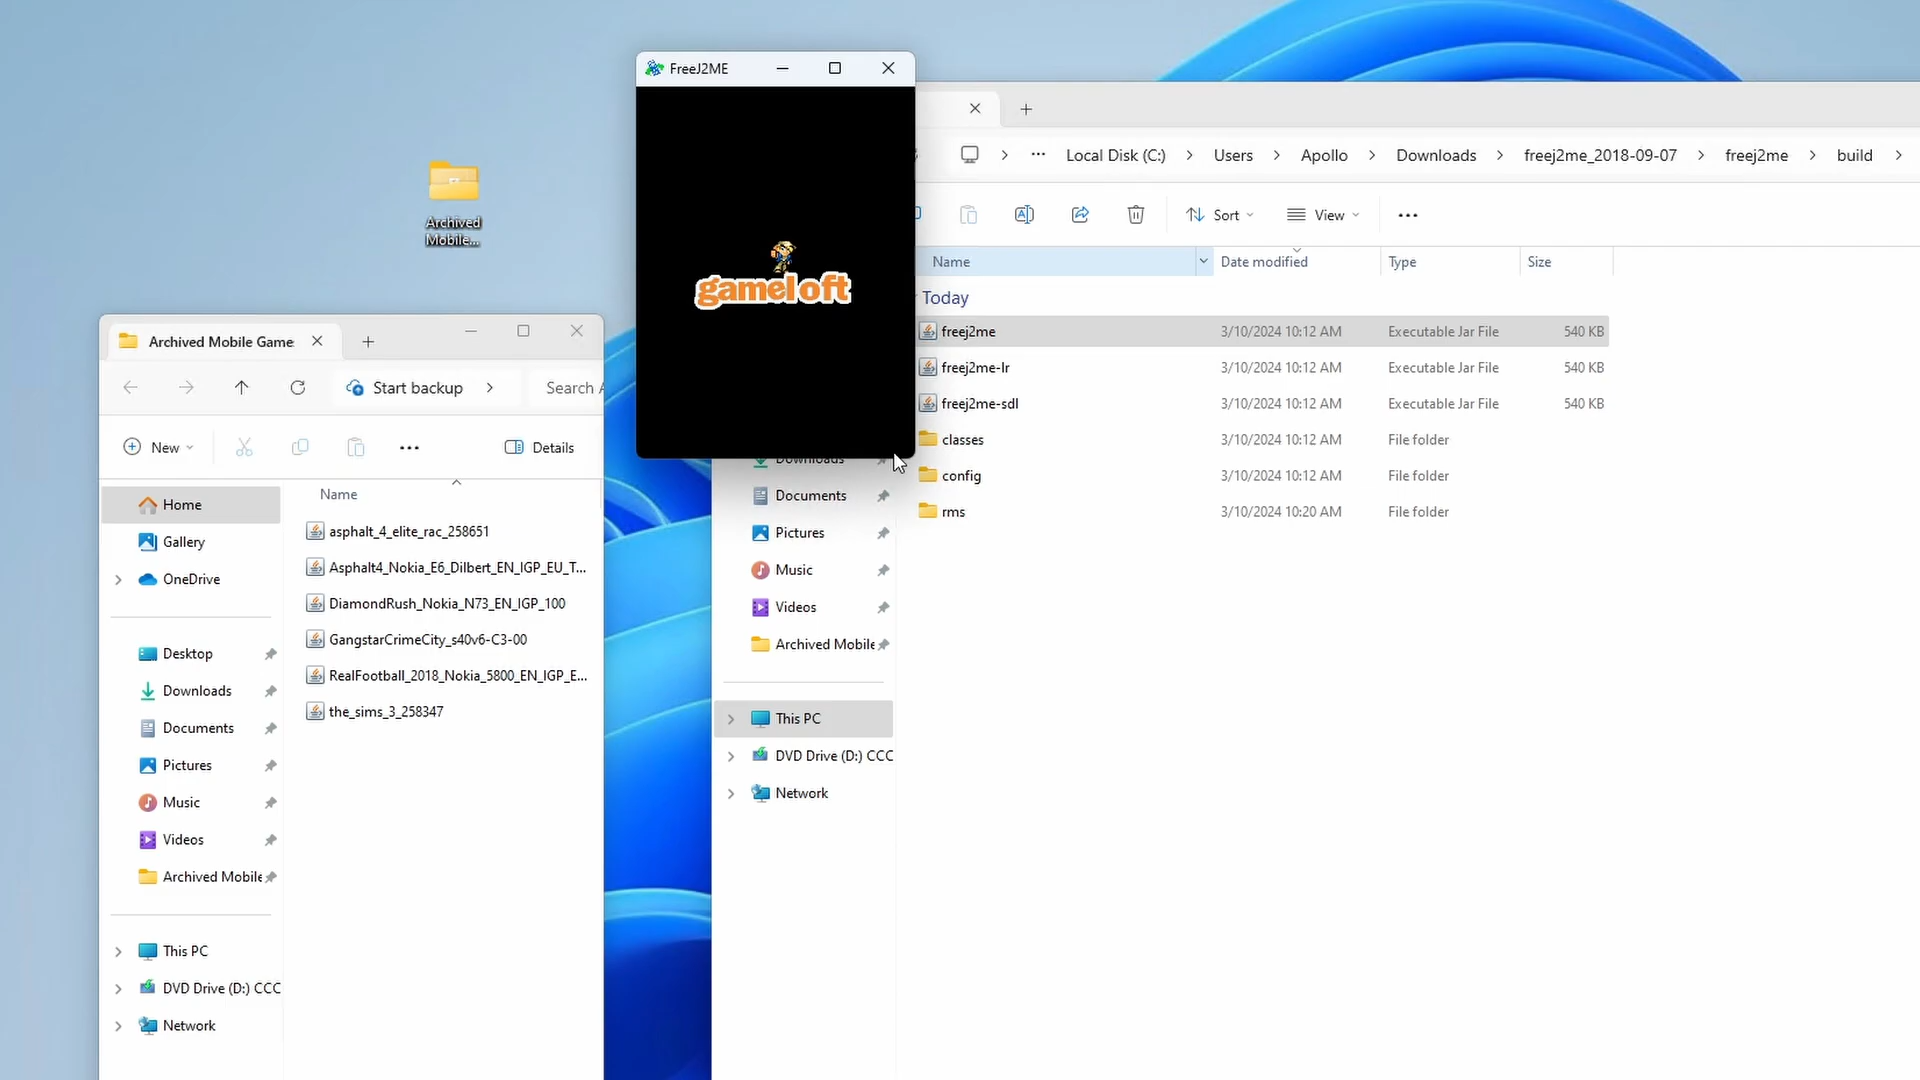 Archived
Mobile...
FreeJ2ME
gameloft
Local Disk (C:) Users Apollo Downloads freej2me_2018-09-07 freej2me build
Sort View
Name Date modified Type Size
Today
freej2me 3/10/2024 10:12 AM Executable Jar File 540 KB
freej2me-lr 3/10/2024 10:12 AM Executable Jar File 540 KB
freej2me-sdl 3/10/2024 10:12 AM Executable Jar File 540 KB
classes 3/10/2024 10:12 AM File folder
config 3/10/2024 10:12 AM File folder
rms 3/10/2024 10:20 AM File folder
Downloads
Documents
Pictures
Music
Videos
Archived Mobile
This PC
DVD Drive (D:) CCC
Network
Archived Mobile Game
Start backup Search A
New Details
Home
Gallery
OneDrive
Desktop
Downloads
Documents
Pictures
Music
Videos
Archived Mobile
This PC
DVD Drive (D:) CCC
Network
Name
asphalt_4_elite_rac_258651
Asphalt4_Nokia_E6_Dilbert_EN_IGP_EU_T...
DiamondRush_Nokia_N73_EN_IGP_100
GangstarCrimeCity_s40v6-C3-00
RealFootball_2018_Nokia_5800_EN_IGP_E...
the_sims_3_258347